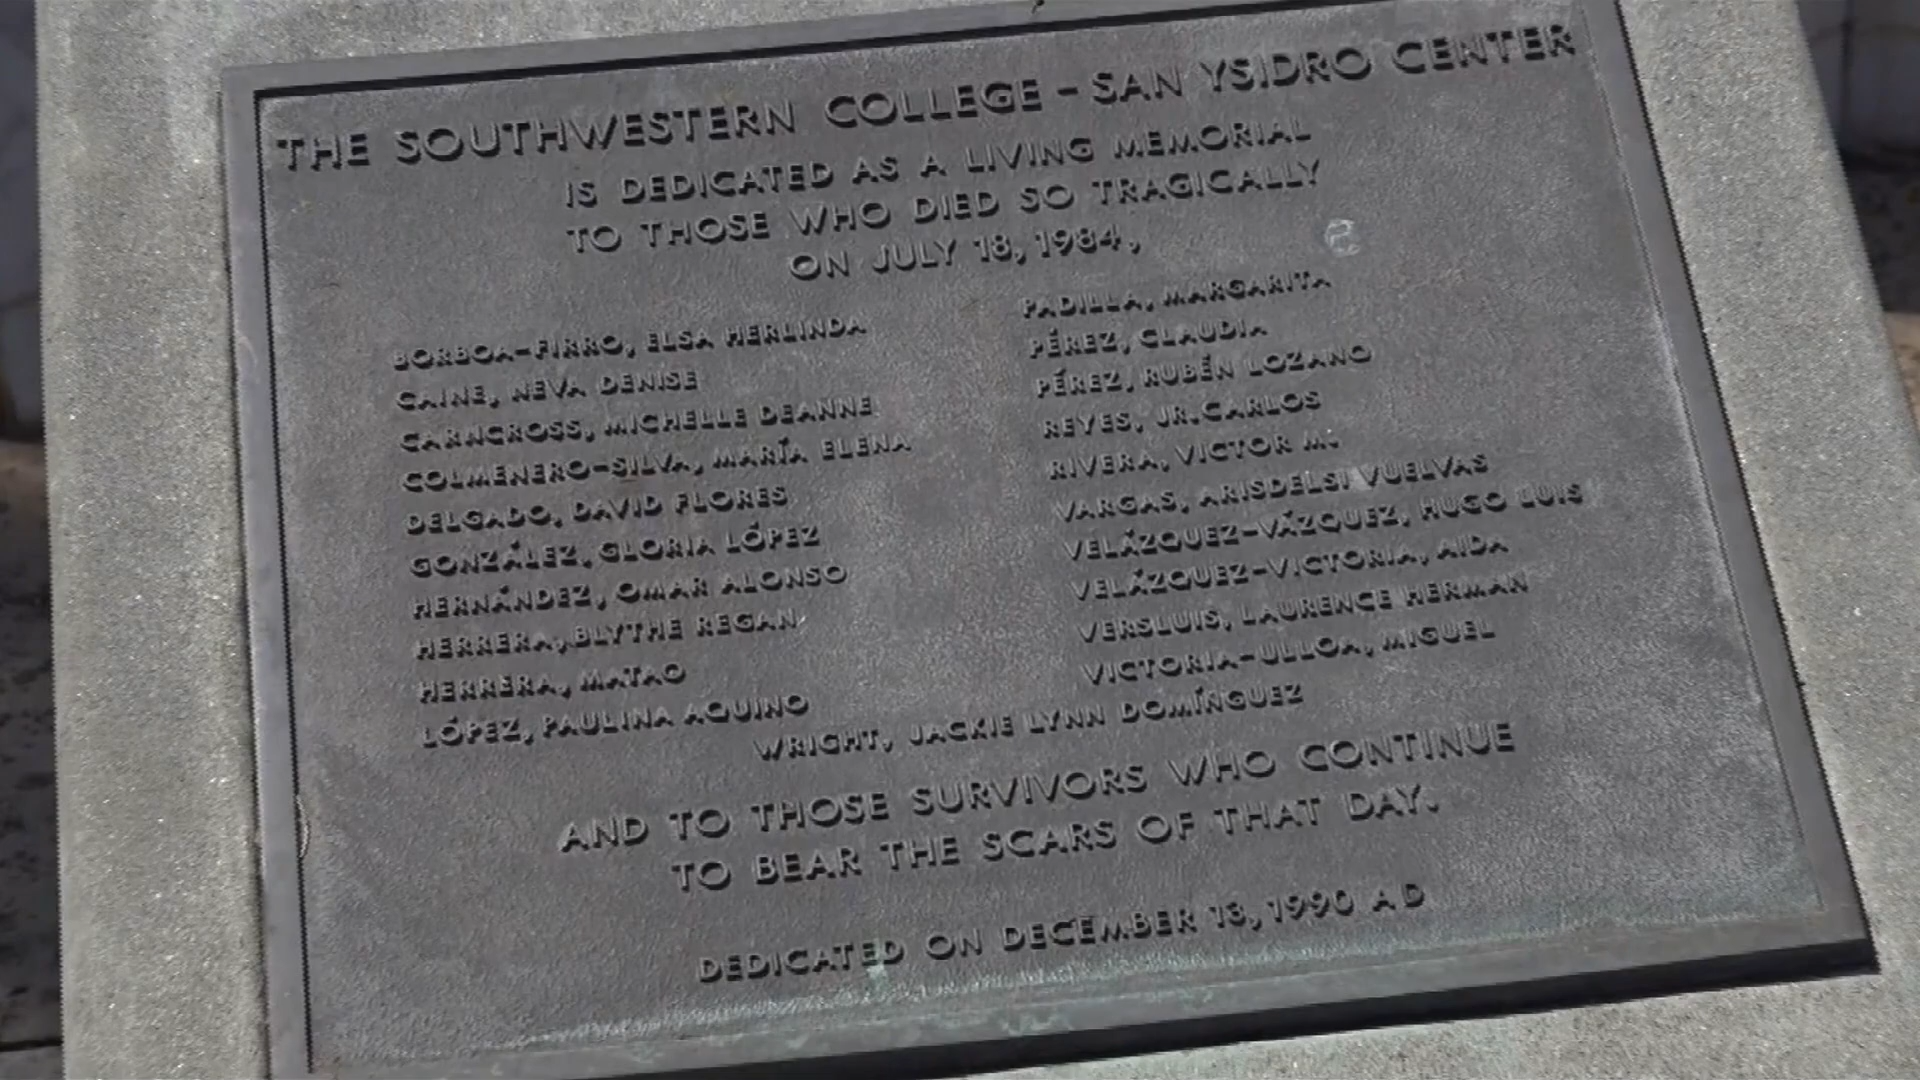 THE SOUTHWESTERN COLLEGE - SAN YSIDRO CENTER
IS DEDICATED AS A LIVING MEMORIAL
TO THOSE WHO DIED SO TRAGICALLY
ON JULY 18, 1984,
BORBOA-FIRRO, ELSA HERLINDA
CAINE, NEVA DENISE
CARNCROSS, MICHELLE DEANNE
COLMENERO-SILVA, MARÍA ELENA
DELGADO, DAVID FLORES
GONZÁLEZ, GLORIA LÓPEZ
HERNÁNDEZ, OMAR ALONSO
HERRERA, BLYTHE REGAN
HERRERA, MATAO
LÓPEZ, PAULINA AQUINO
PADILLA, MARGARITA
PÉREZ, CLAUDIA
PÉREZ, RUBÉN LOZANO
REYES, JR. CARLOS
RIVERA, VICTOR M.
VARGAS, ARISDELSI VUELVAS
VELÁZQUEZ-VÁZQUEZ, HUGO LUIS
VELÁZQUEZ-VICTORIA, AIDA
VERSLUIS, LAURENCE HERMAN
VICTORIA-ULLOA, MIGUEL
WRIGHT, JACKIE LYNN DOMÍNGUEZ
AND TO THOSE SURVIVORS WHO CONTINUE
TO BEAR THE SCARS OF THAT DAY.
DEDICATED ON DECEMBER 13, 1990 AD